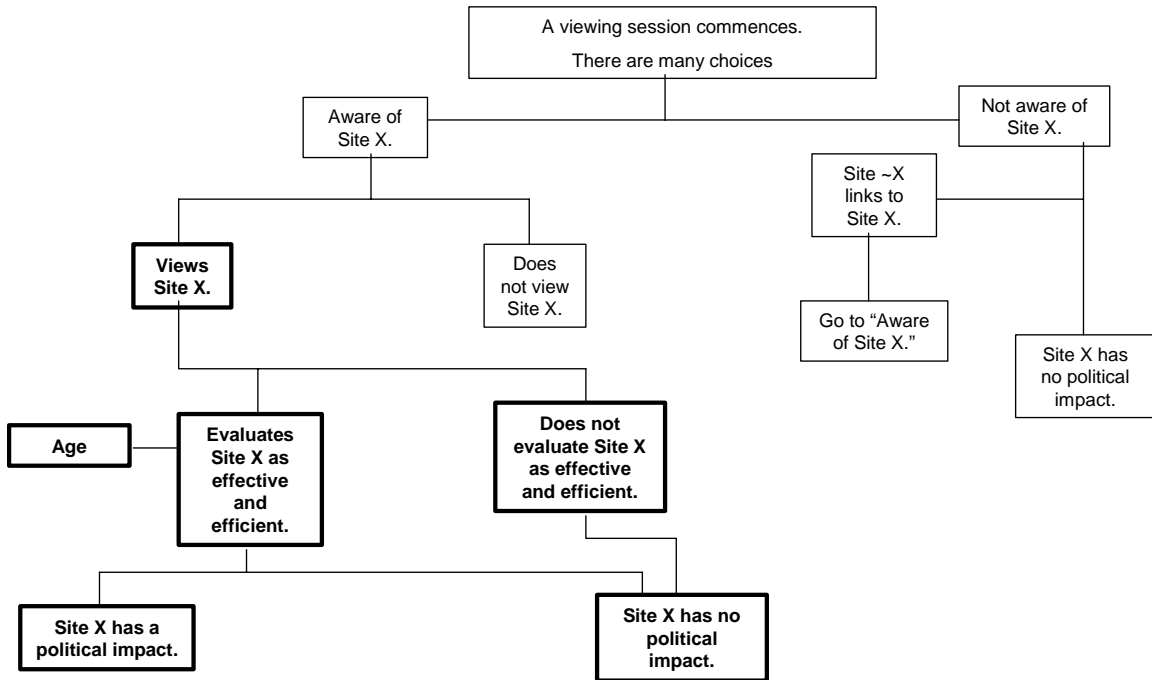 A viewing session commences.
There are many choices
Aware of
Site X.
Not aware of
Site X.
Site ~X
links to
Site X.
Views
Site X.
Does
not view
Site X.
Go to “Aware
of Site X.”
Site X has
no political
impact.
Age
Evaluates
Site X as
effective
and
efficient.
Does not
evaluate Site X
as effective
and efficient.
Site X has a
political impact.
Site X has no
political
impact.